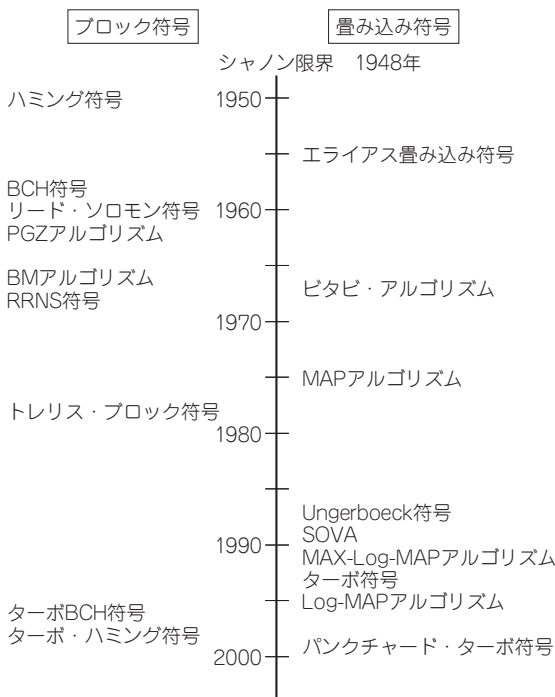 ブロック符号
畳み込み符号
シャノン限界 1948年
ハミング符号
1950
エライアス畳み込み符号
BCH符号
リード・ソロモン符号
1960
PGZアルゴリズム
BMアルゴリズム
RRNS符号
ビタビ・アルゴリズム
1970
MAPアルゴリズム
トレリス・ブロック符号
1980
Ungerboeck符号
SOVA
1990
MAX-Log-MAPアルゴリズム
ターボ符号
Log-MAPアルゴリズム
ターボBCH符号
ターボ・ハミング符号
パンクチャード・ターボ符号
2000